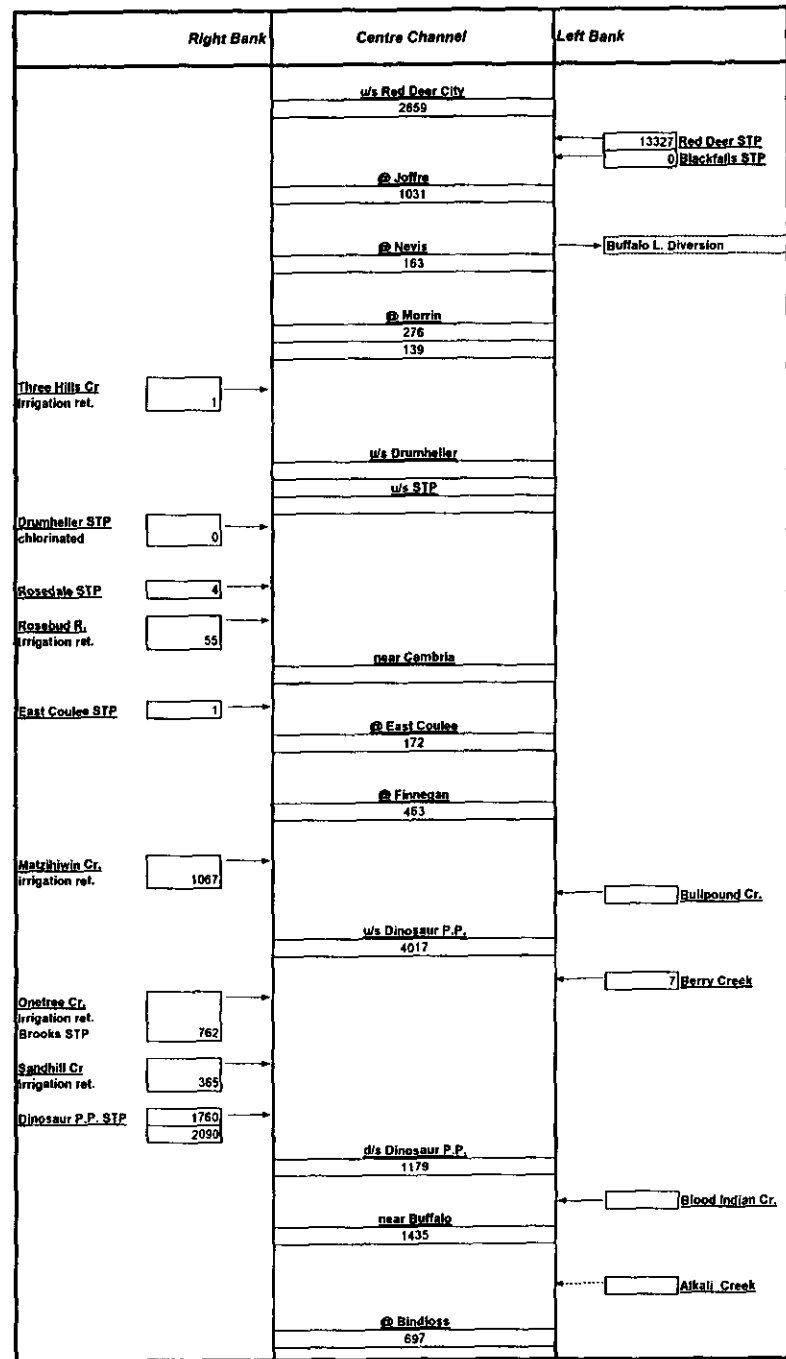 Right Bank Centre Channel Left Bank
u/s Red Deer City
2659
13327 Red Deer STP
0 Blackfalls STP
@ Joffre
1031
@ Nevis
163
Buffalo L. Diversion
@ Morrin
276
139
Three Hills Cr
Irrigation ret. 1
u/s Drumheller
u/s STP
Drumheller STP
chlorinated 0
Rosedale STP 4
Rosebud R.
Irrigation ret. 55
near Cambria
East Coulee STP 1
@ East Coulee
172
@ Finnegan
463
Matzihiwin Cr.
irrigation ret. 1067
Bullpound Cr.
u/s Dinosaur P.P.
4017
7 Berry Creek
Onetree Cr.
Irrigation ret.
Brooks STP 762
Sandhill Cr
Irrigation ret. 365
Dinosaur P.P. STP 1760
2090
d/s Dinosaur P.P.
1179
Blood Indian Cr.
near Buffalo
1435
Alkali Creek
@ Bindloss
697